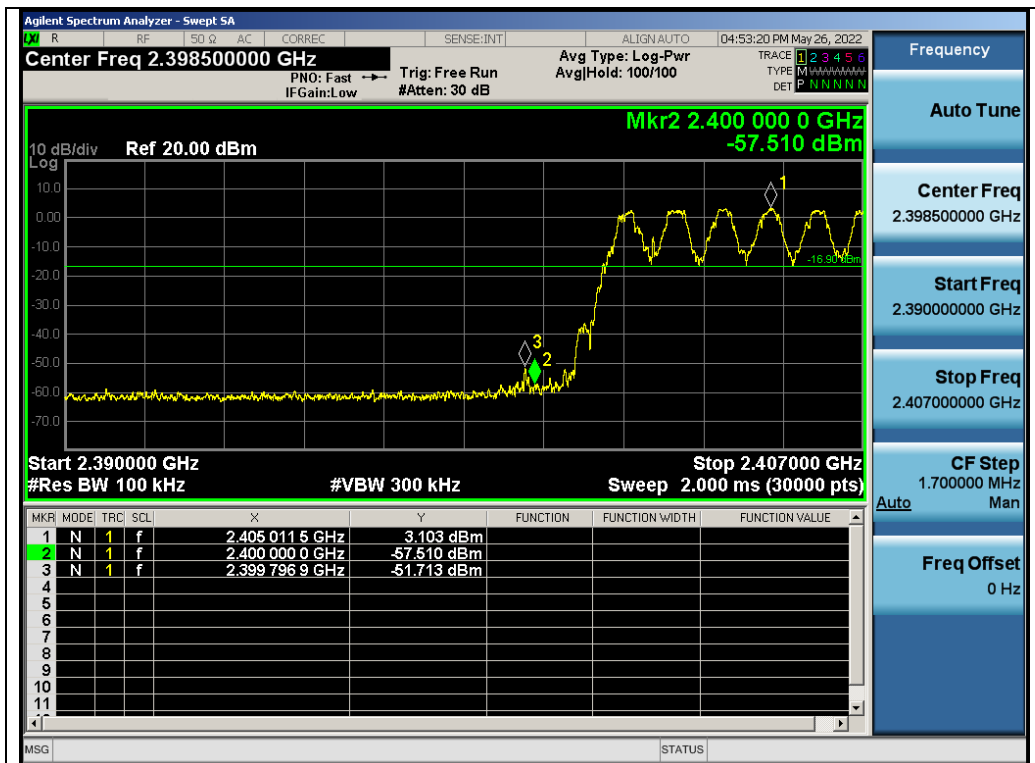 Agilent Spectrum Analyzer - Swept SA
LXI R RF 50 Ω AC CORREC SENSE:INT ALIGN AUTO 04:53:20 PM May 26, 2022
Center Freq 2.398500000 GHz
PNO: Fast
IFGain:Low
Trig: Free Run
#Atten: 30 dB
Avg Type: Log-Pwr
Avg|Hold: 100/100
TRACE 1 2 3 4 5 6
TYPE M
DET P N N N N N
Mkr2 2.400 000 0 GHz
-57.510 dBm
10 dB/div Ref 20.00 dBm
Log
10.0
0.00
-10.0
-20.0
-30.0
-40.0
-50.0
-60.0
-70.0
1
-16.90 dBm
3
2
Start 2.390000 GHz Stop 2.407000 GHz
#Res BW 100 kHz #VBW 300 kHz Sweep 2.000 ms (30000 pts)
MKR MODE TRC SCL X Y FUNCTION FUNCTION WIDTH FUNCTION VALUE
1 N 1 f 2.405 011 5 GHz 3.103 dBm
2 N 1 f 2.400 000 0 GHz -57.510 dBm
3 N 1 f 2.399 796 9 GHz -51.713 dBm
4
5
6
7
8
9
10
11
MSG STATUS
Frequency
Auto Tune
Center Freq
2.398500000 GHz
Start Freq
2.390000000 GHz
Stop Freq
2.407000000 GHz
CF Step
1.700000 MHz
Auto Man
Freq Offset
0 Hz